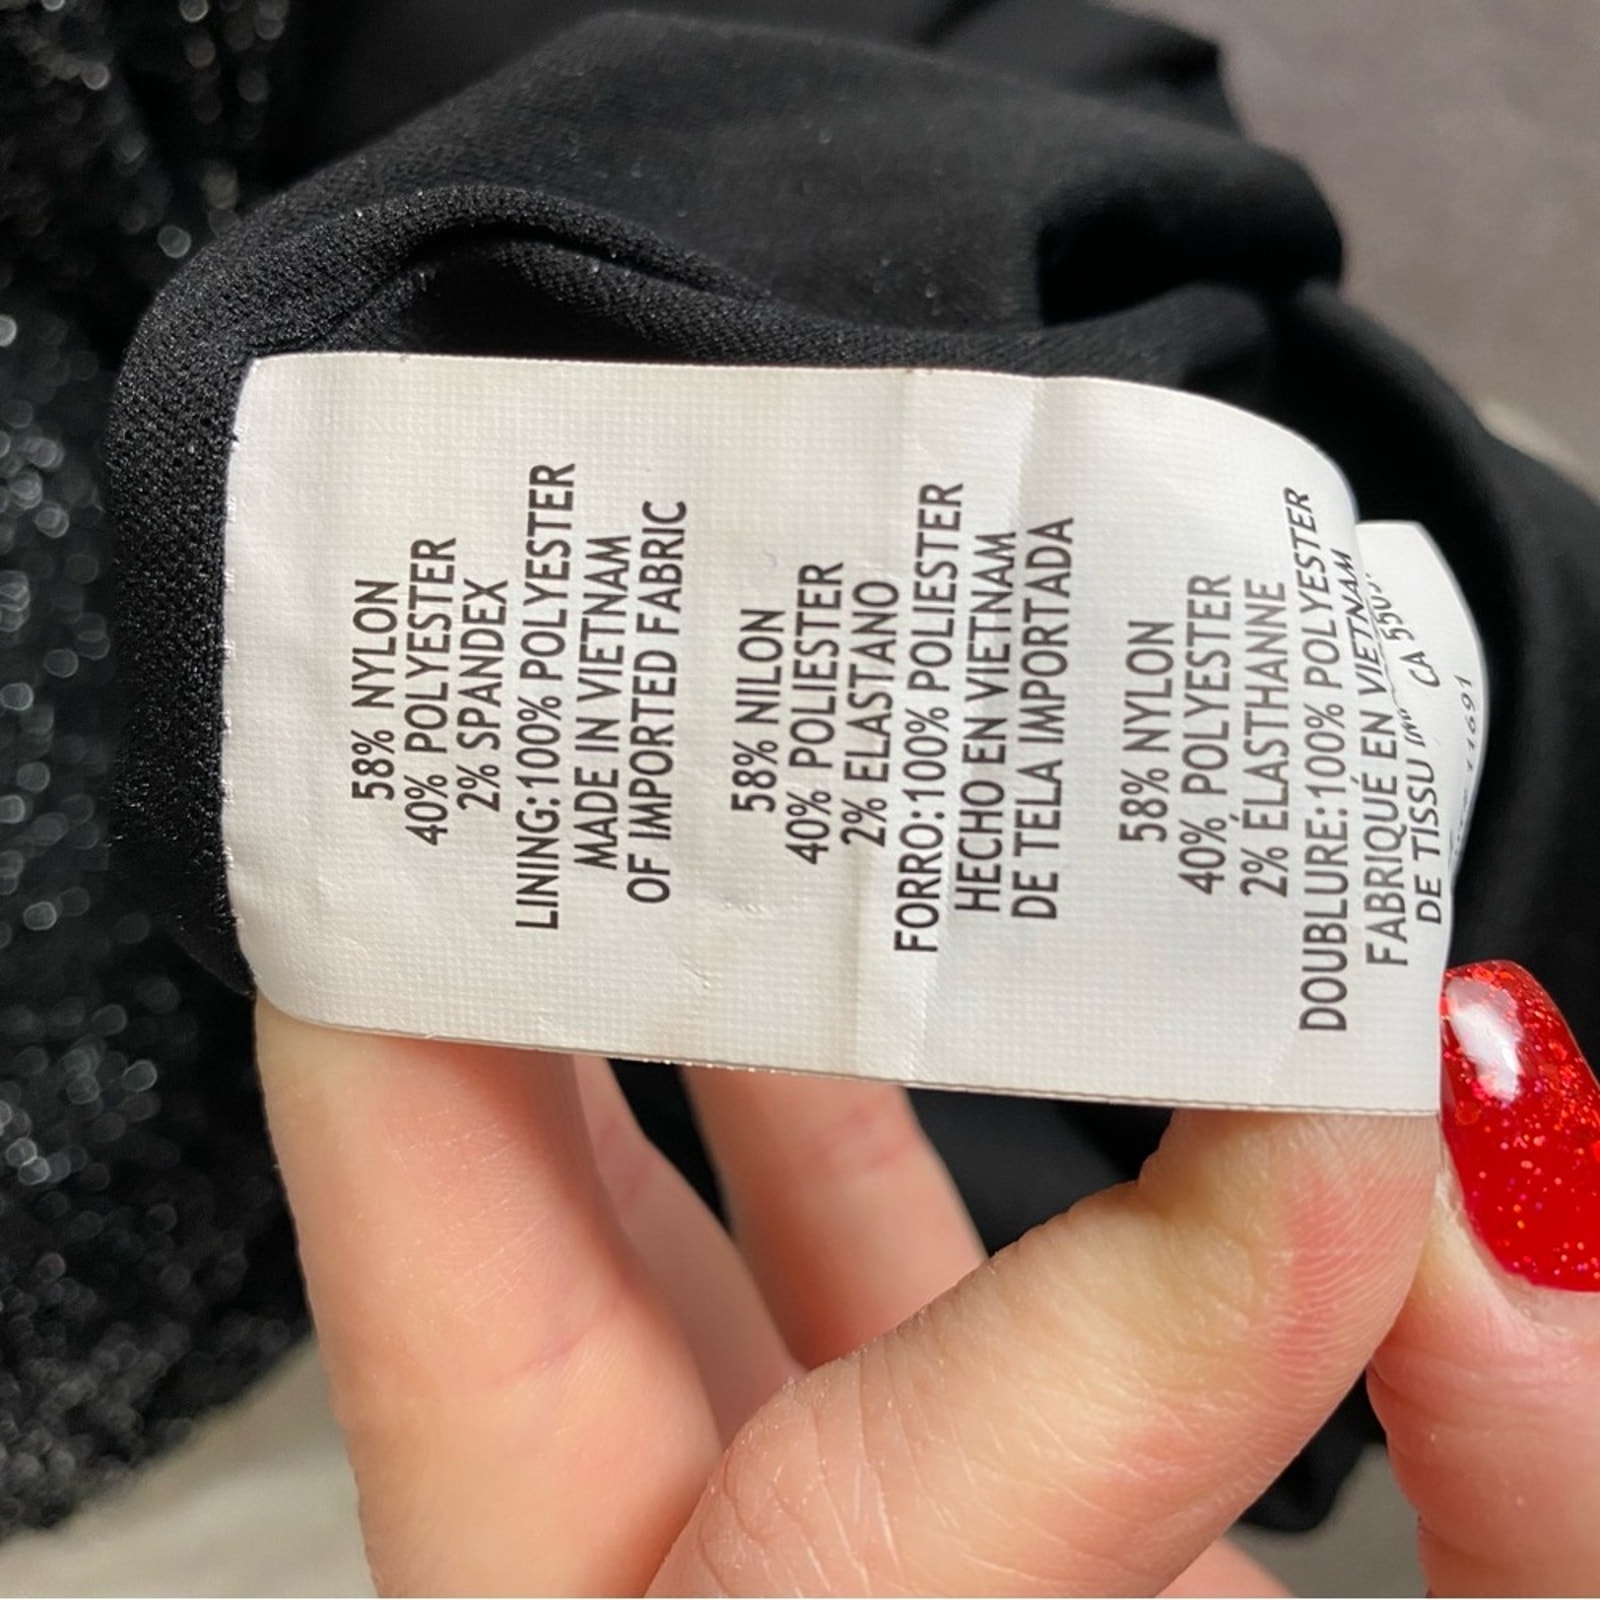 58% NYLON
40% POLYESTER
2% SPANDEX
LINING:100% POLYESTER
MADE IN VIETNAM
OF IMPORTED FABRIC
58% NILON
40% POLIESTER
2% ELASTANO
FORRO:100% POLIESTER
HECHO EN VIETNAM
DE TELA IMPORTADA
58% NYLON
40% POLYESTER
2% ÉLASTHANNE
DOUBLURE:100% POLYESTER
FABRIQUÉ EN VIETNAM
DE TISSU
CA
11691